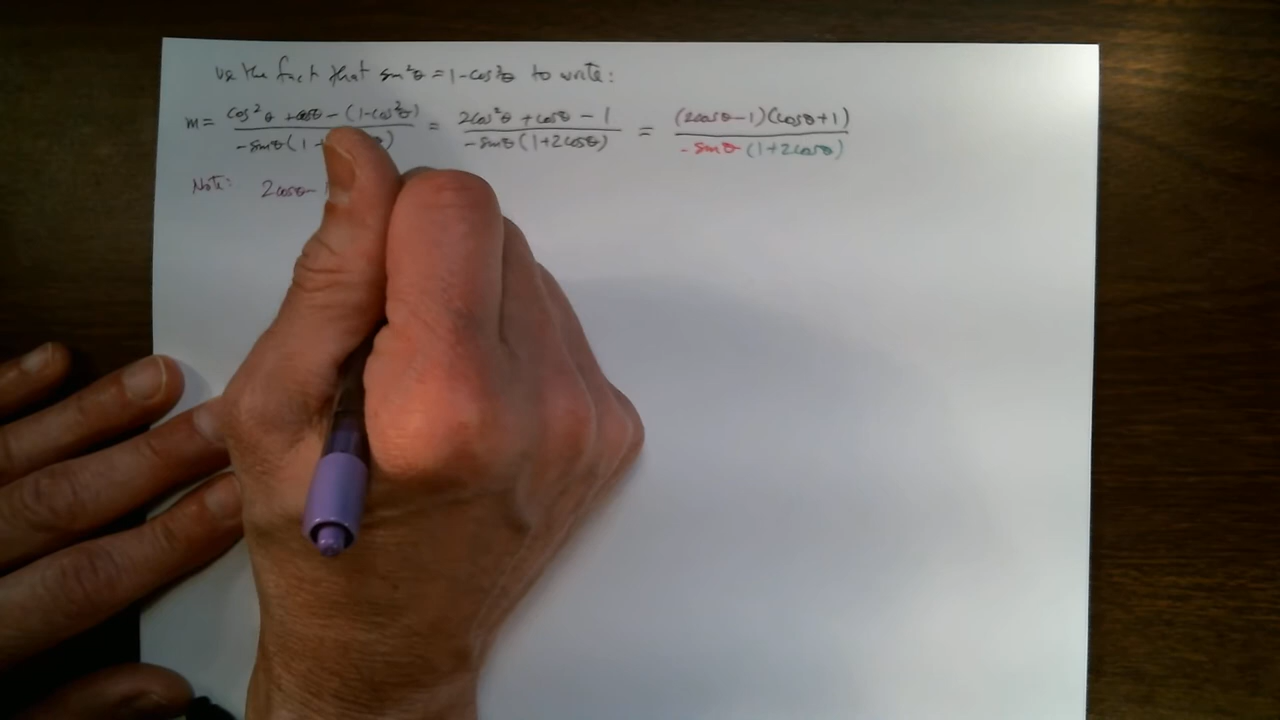 use the fact that sin²θ = 1-cos²θ to write:
m = (cos²θ + cosθ - (1-cos²θ)) / (-sinθ(1+ θ)) = (2cos²θ + cosθ - 1) / (-sinθ(1+2cosθ)) = ((2cosθ-1)(cosθ+1)) / (-sinθ (1+2cosθ))
Note: 2cosθ-